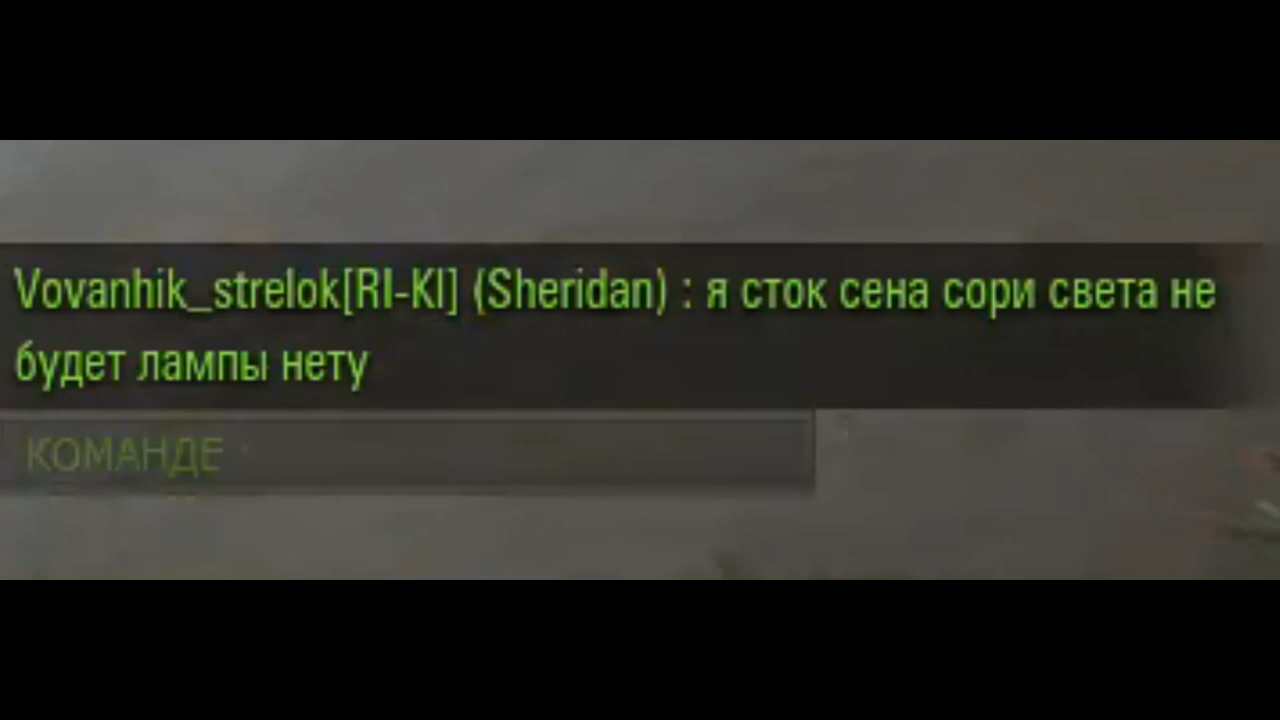 Vovanhik_strelok[RI-KI] (Sheridan) : я сток сена сори света не
будет лампы нету
КОМАНДЕ :